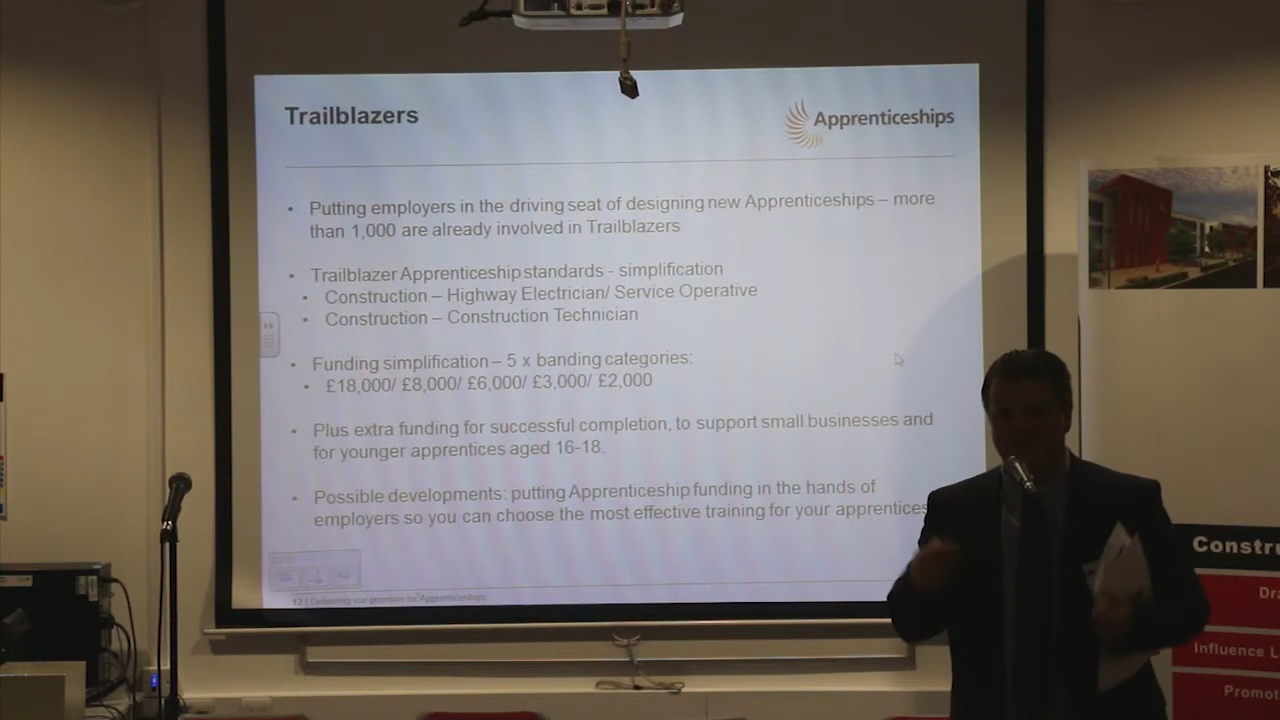 Trailblazers
Apprenticeships
• Putting employers in the driving seat of designing new Apprenticeships – more
than 1,000 are already involved in Trailblazers
• Trailblazer Apprenticeship standards - simplification
• Construction – Highway Electrician/ Service Operative
• Construction – Construction Technician
• Funding simplification – 5 x banding categories:
• £18,000/ £8,000/ £6,000/ £3,000/ £2,000
• Plus extra funding for successful completion, to support small businesses and
for younger apprentices aged 16-18.
• Possible developments: putting Apprenticeship funding in the hands of
employers so you can choose the most effective training for your apprentices
12 | Delivering our priorities for Apprenticeships
Constru
Dra
Influence L
Promot